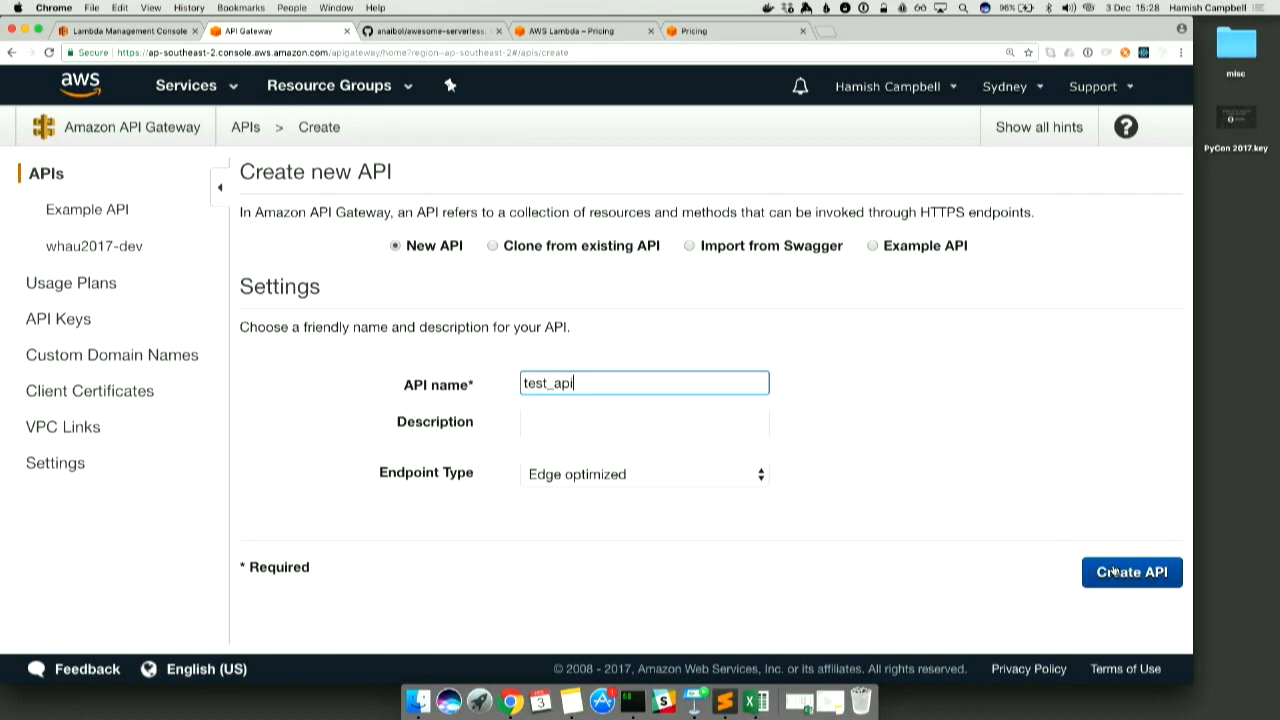 Chrome File Edit View History Bookmarks People Window Help 96% 3 Dec 15:28 Hamish Campbell
Lambda Management Console API Gateway anaibol/awesome-serverless: AWS Lambda – Pricing Pricing
Secure https://ap-southeast-2.console.aws.amazon.com/apigateway/home?region=ap-southeast-2#/apis/create
misc
aws Services Resource Groups Hamish Campbell Sydney Support
PyCon 2017.key
Amazon API Gateway APIs > Create Show all hints ?
APIs
Example API
whau2017-dev
Usage Plans
API Keys
Custom Domain Names
Client Certificates
VPC Links
Settings
Create new API
In Amazon API Gateway, an API refers to a collection of resources and methods that can be invoked through HTTPS endpoints.
New API Clone from existing API Import from Swagger Example API
Settings
Choose a friendly name and description for your API.
API name* test_api
Description
Endpoint Type Edge optimized
* Required
Create API
Feedback English (US) © 2008 - 2017, Amazon Web Services, Inc. or its affiliates. All rights reserved. Privacy Policy Terms of Use